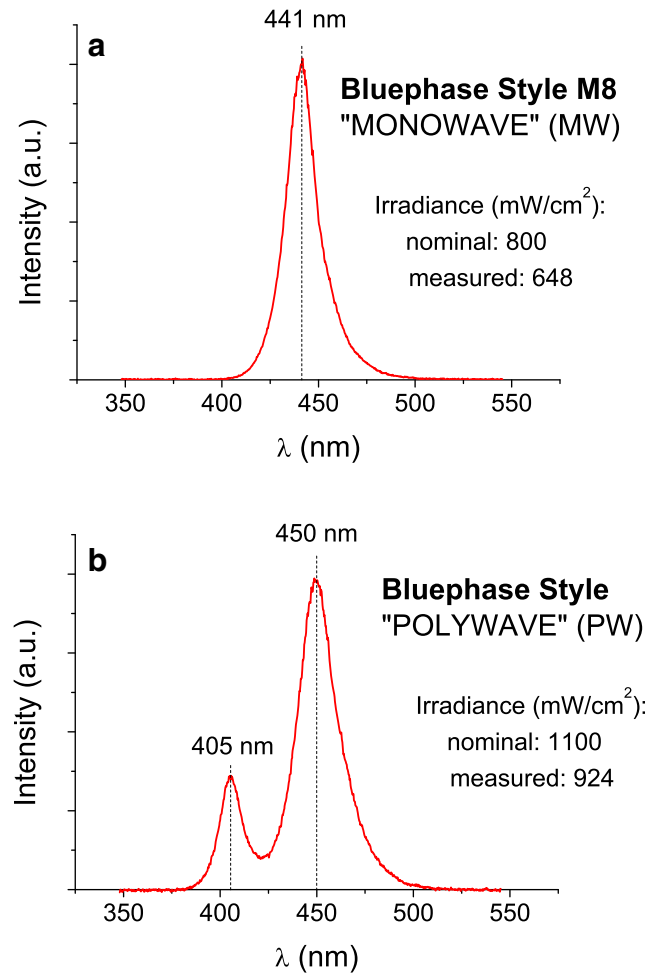 441 nm
a
Bluephase Style M8
"MONOWAVE" (MW)
Irradiance (mW/cm²):
nominal: 800
measured: 648
Intensity (a.u.)
350 400 450 500 550
λ (nm)
450 nm
b
Bluephase Style
"POLYWAVE" (PW)
Irradiance (mW/cm²):
nominal: 1100
measured: 924
405 nm
Intensity (a.u.)
350 400 450 500 550
λ (nm)